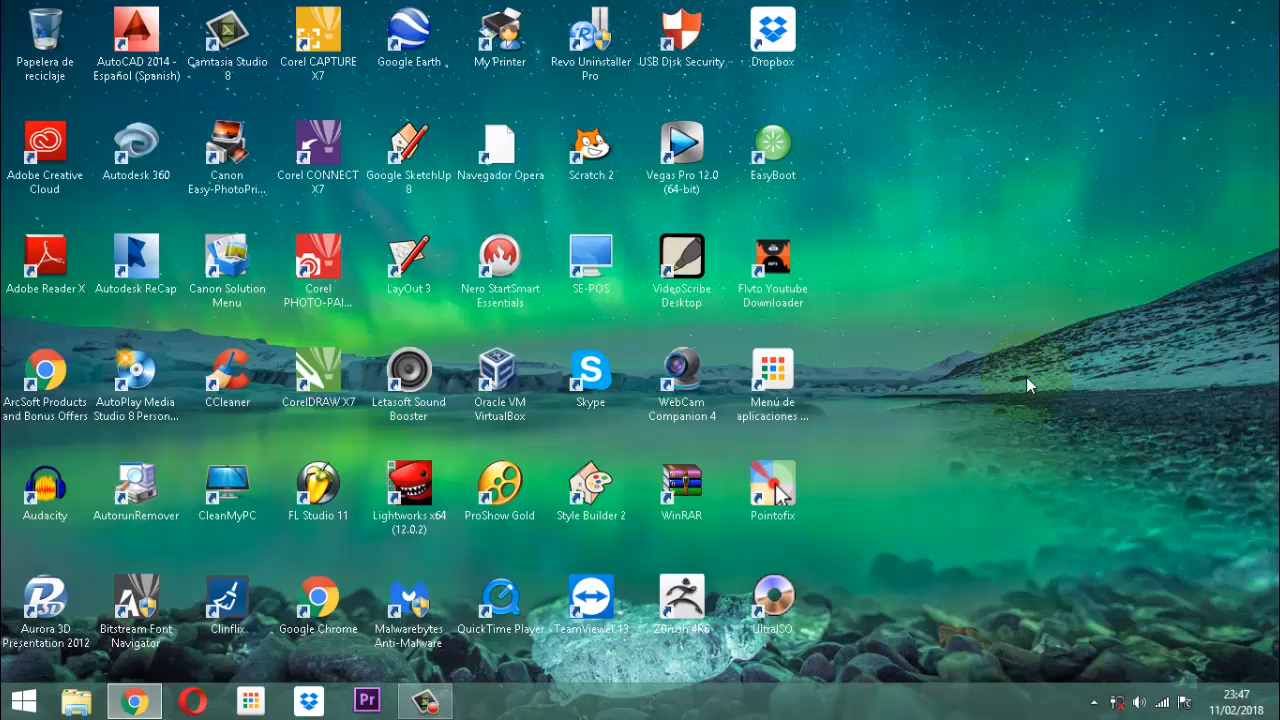 Papelera de
reciclaje
AutoCAD 2014 -
Español (Spanish)
Camtasia Studio
8
Corel CAPTURE
X7
Google Earth
My Printer
Revo Uninstaller
Pro
USB Disk Security
Dropbox
Adobe Creative
Cloud
Autodesk 360
Canon
Easy-PhotoPri...
Corel CONNECT
X7
Google SketchUp
8
Navegador Opera
Scratch 2
Vegas Pro 12.0
(64-bit)
EasyBoot
Adobe Reader X
Autodesk ReCap
Canon Solution
Menu
Corel
PHOTO-PAI...
LayOut 3
Nero StartSmart
Essentials
SE-POS
VideoScribe
Desktop
Flvto Youtube
Downloader
ArcSoft Products
and Bonus Offers
AutoPlay Media
Studio 8 Person...
CCleaner
CorelDRAW X7
Letasoft Sound
Booster
Oracle VM
VirtualBox
Skype
WebCam
Companion 4
Menú de
aplicaciones ...
Audacity
AutorunRemover
CleanMyPC
FL Studio 11
Lightworks x64
(12.0.2)
ProShow Gold
Style Builder 2
WinRAR
Pointofix
Aurora 3D
Presentation 2012
Bitstream Font
Navigator
Clinflix
Google Chrome
Malwarebytes
Anti-Malware
QuickTime Player
TeamViewer 13
ZBrush 4R6
UltraISO
Pr
23:47
11/02/2018